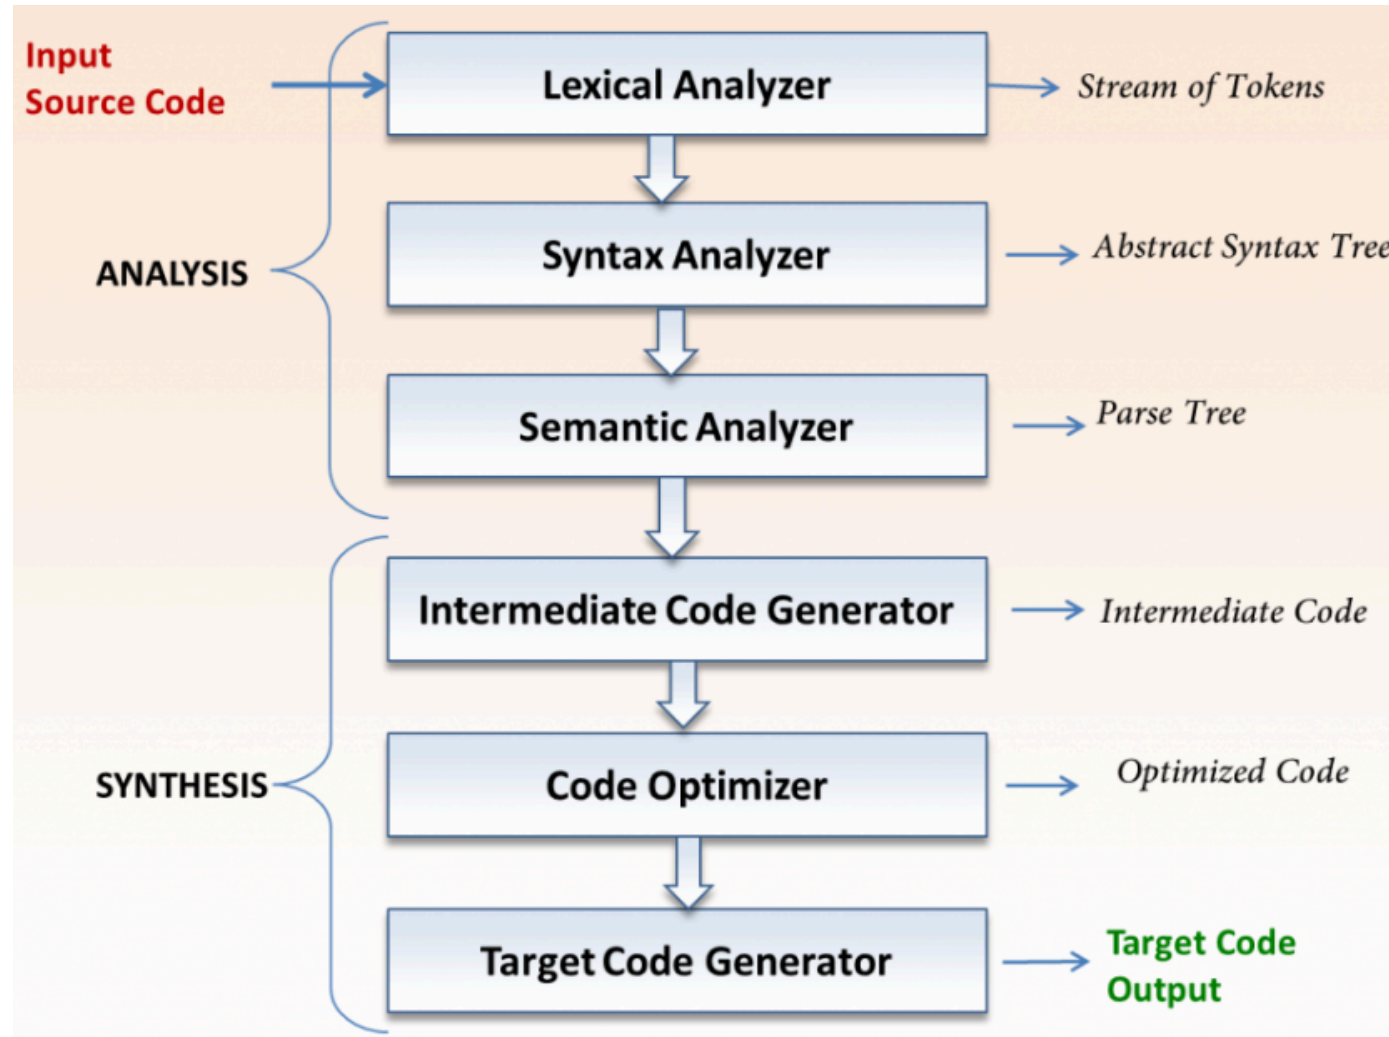 Input
Source Code
Lexical Analyzer
Stream of Tokens
Syntax Analyzer
Abstract Syntax Tree
ANALYSIS
Semantic Analyzer
Parse Tree
Intermediate Code Generator
Intermediate Code
SYNTHESIS
Code Optimizer
Optimized Code
Target Code Generator
Target Code
Output